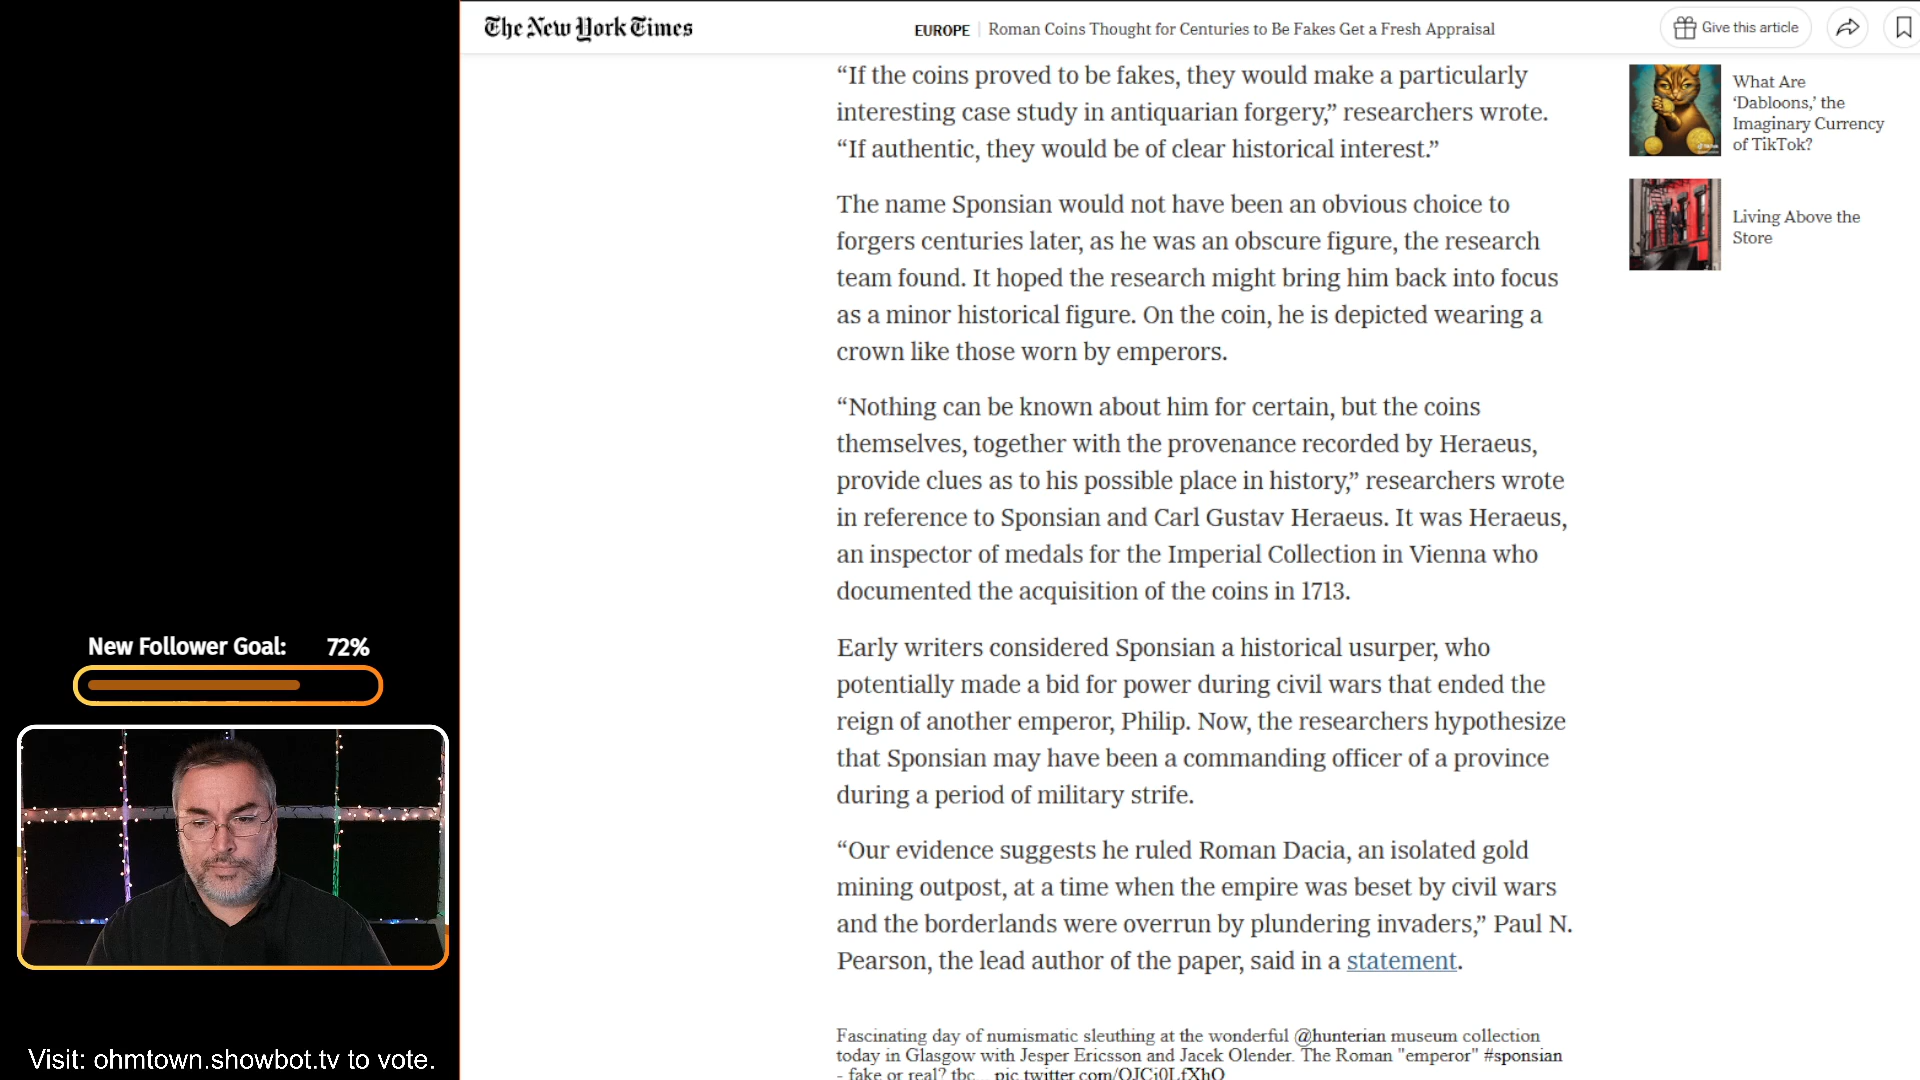 The New York Times
EUROPE | Roman Coins Thought for Centuries to Be Fakes Get a Fresh Appraisal
Give this article
“If the coins proved to be fakes, they would make a particularly
interesting case study in antiquarian forgery,” researchers wrote.
“If authentic, they would be of clear historical interest.”
The name Sponsian would not have been an obvious choice to
forgers centuries later, as he was an obscure figure, the research
team found. It hoped the research might bring him back into focus
as a minor historical figure. On the coin, he is depicted wearing a
crown like those worn by emperors.
“Nothing can be known about him for certain, but the coins
themselves, together with the provenance recorded by Heraeus,
provide clues as to his possible place in history,” researchers wrote
in reference to Sponsian and Carl Gustav Heraeus. It was Heraeus,
an inspector of medals for the Imperial Collection in Vienna who
documented the acquisition of the coins in 1713.
Early writers considered Sponsian a historical usurper, who
potentially made a bid for power during civil wars that ended the
reign of another emperor, Philip. Now, the researchers hypothesize
that Sponsian may have been a commanding officer of a province
during a period of military strife.
“Our evidence suggests he ruled Roman Dacia, an isolated gold
mining outpost, at a time when the empire was beset by civil wars
and the borderlands were overrun by plundering invaders,” Paul N.
Pearson, the lead author of the paper, said in a statement.
Fascinating day of numismatic sleuthing at the wonderful @hunterian museum collection
today in Glasgow with Jesper Ericsson and Jacek Olender. The Roman "emperor" #sponsian
- fake or real? tbc... pic.twitter.com/OJCi0LfXhO
What Are
‘Dabloons,’ the
Imaginary Currency
of TikTok?
Living Above the
Store
New Follower Goal: 72%
Visit: ohmtown.showbot.tv to vote.